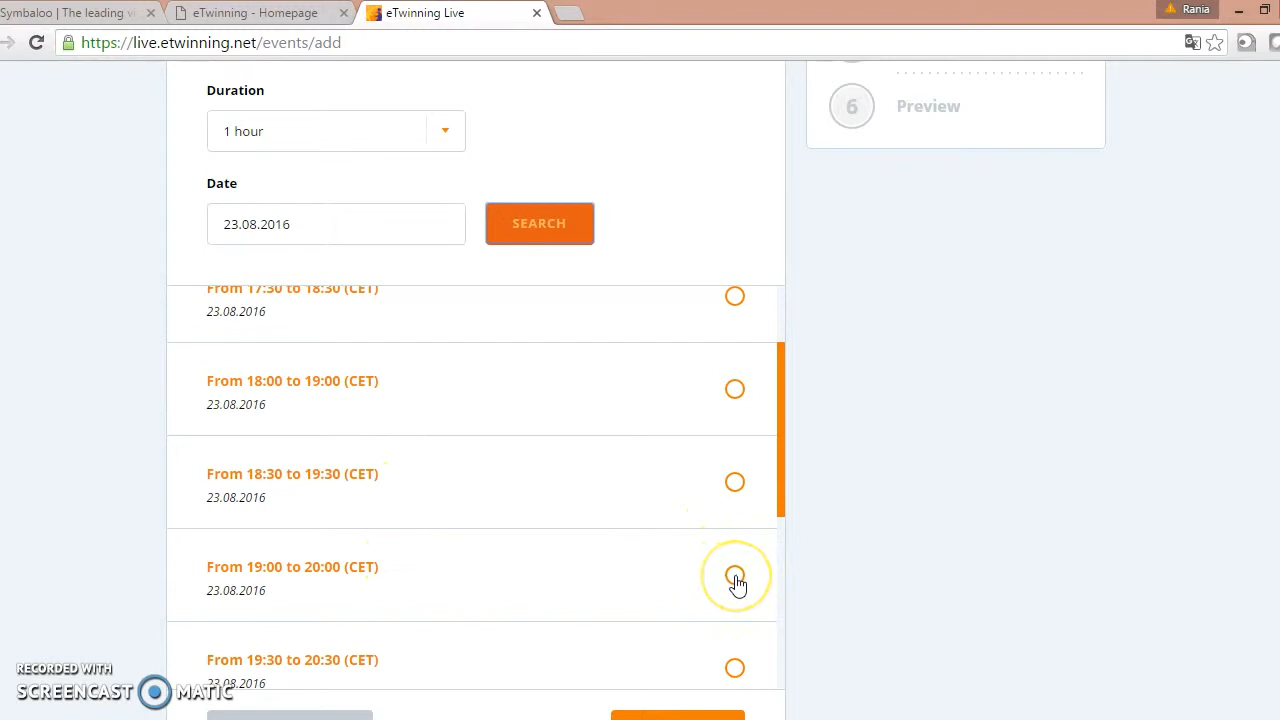 Symbaloo | The leading v
eTwinning - Homepage
eTwinning Live
Rania
https://live.etwinning.net/events/add
Duration
1 hour
Date
23.08.2016
SEARCH
6
Preview
From 17:30 to 18:30 (CET)
23.08.2016
From 18:00 to 19:00 (CET)
23.08.2016
From 18:30 to 19:30 (CET)
23.08.2016
From 19:00 to 20:00 (CET)
23.08.2016
From 19:30 to 20:30 (CET)
23.08.2016
RECORDED WITH
SCREENCAST MATIC